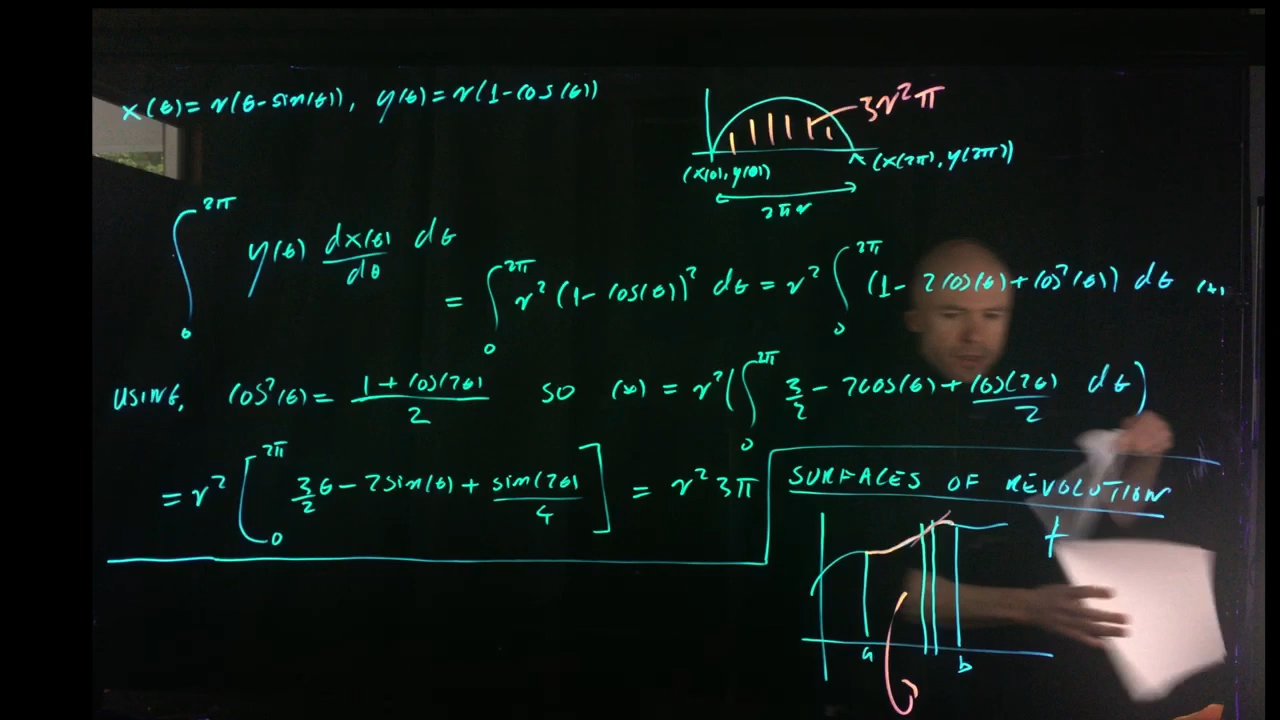 x(θ)=r(θ-sin(θ)), y(θ)=r(1-cos(θ))
3r²π
(x(0),y(0))
(x(2π),y(2π))
2πr
∫₀^2π y(θ) dx(θ)/dθ dθ
= ∫₀^2π r²(1-cos(θ))² dθ = r² ∫₀^2π (1-2cos(θ)+cos²(θ)) dθ (*)
USING, cos²(θ)= (1+cos(2θ))/2 so (*) = r²(∫₀^2π 3/2 - 2cos(θ)+ cos(2θ)/2 dθ)
= r² [₀^2π 3/2 θ - 2sin(θ) + sin(2θ)/4 ] = r² 3π
SURFACES OF REVOLUTION
f
a b